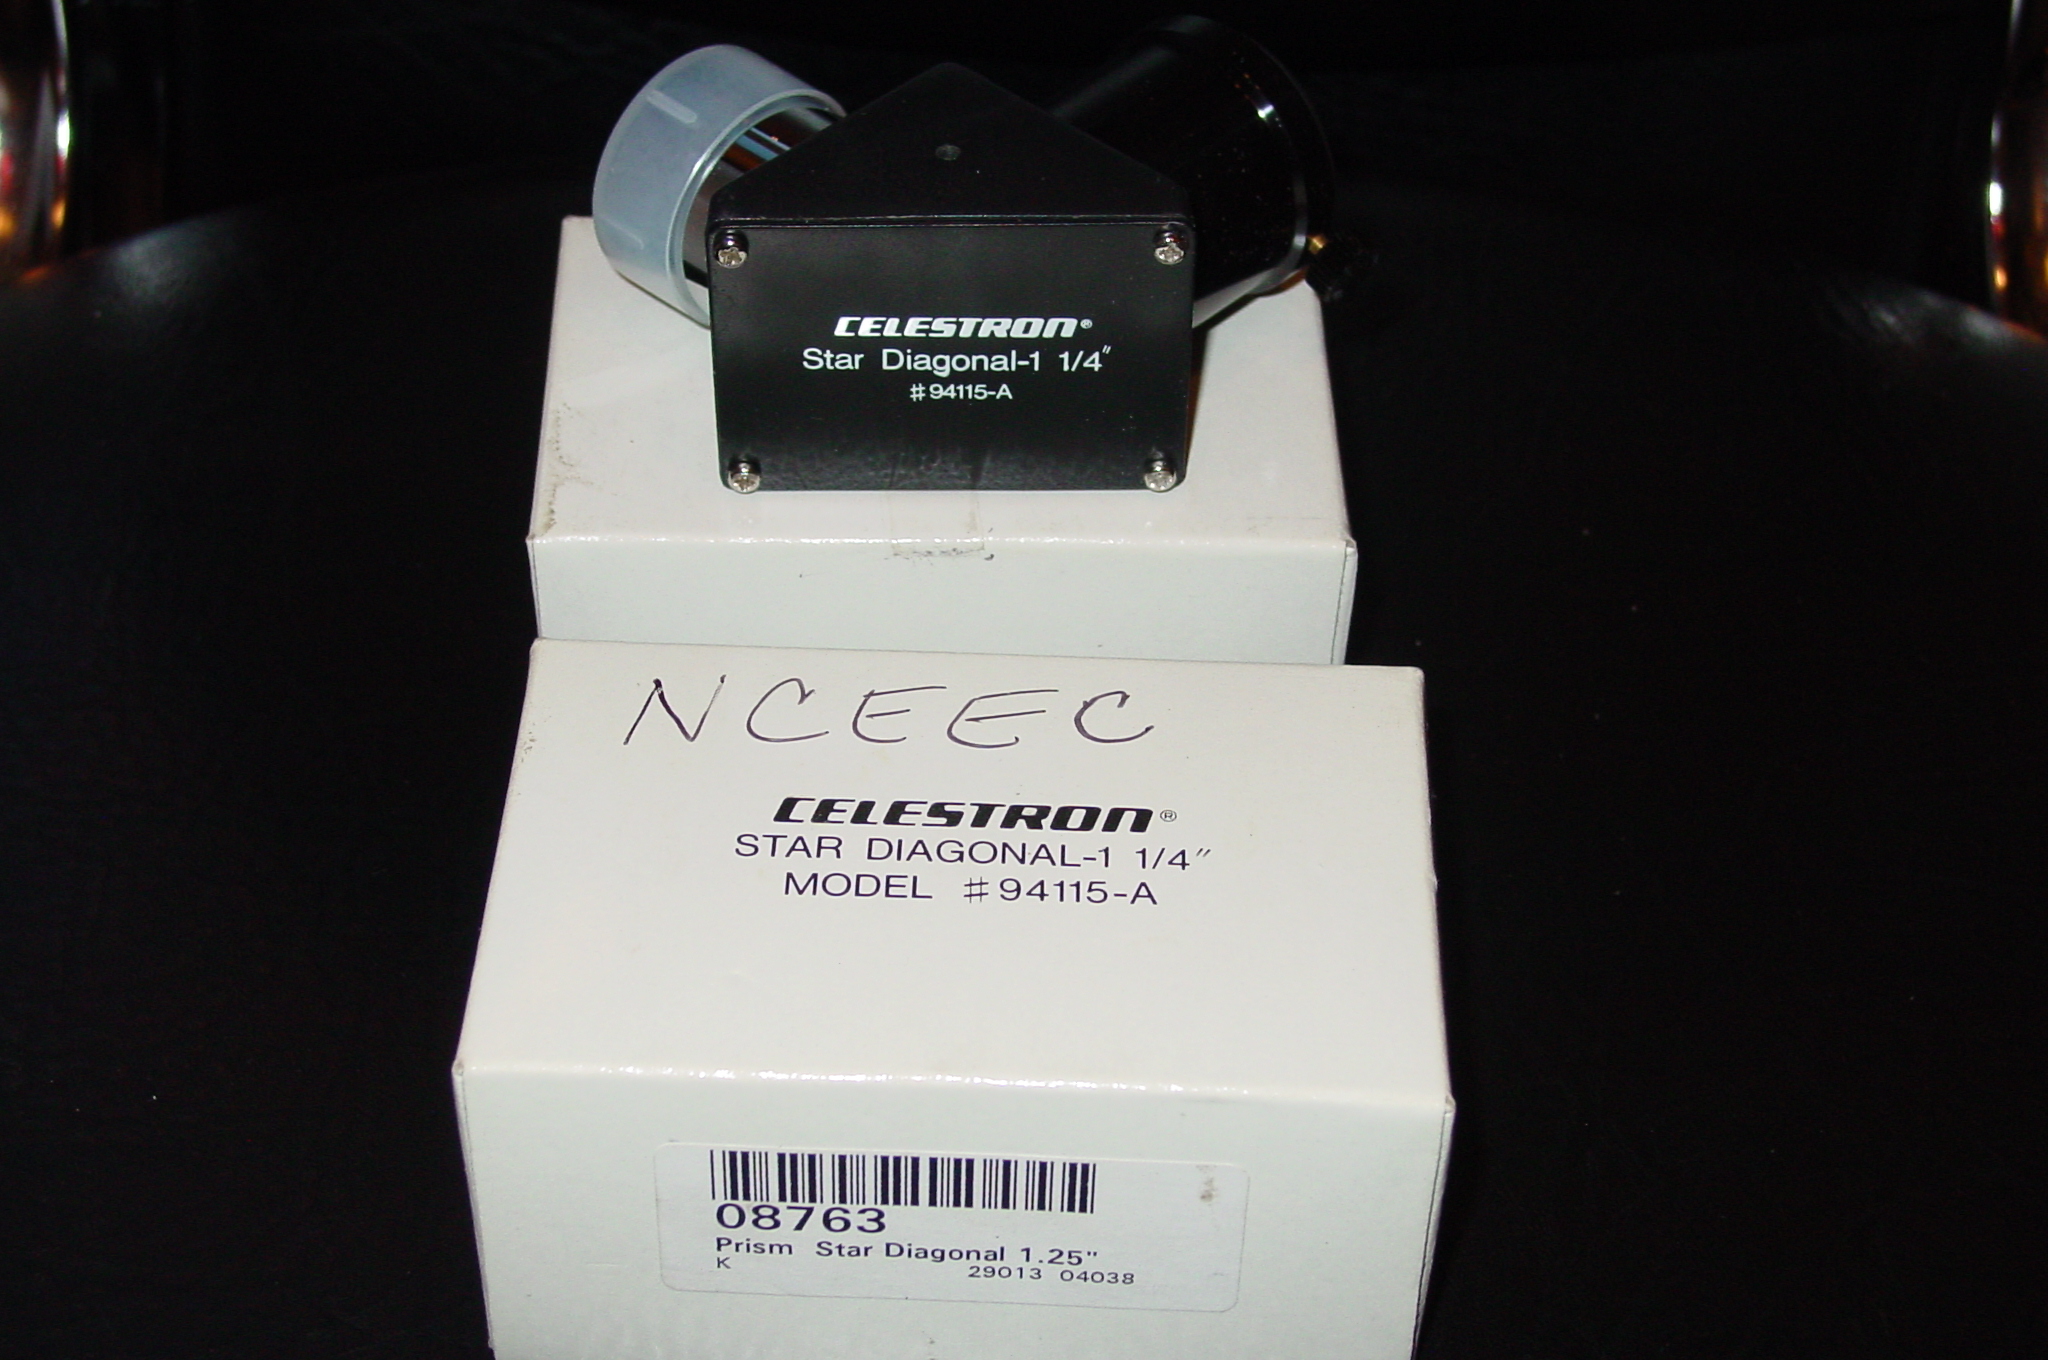 CELESTRON®
Star Diagonal-1 1/4"
#94115-A
NCEEC
CELESTRON®
STAR DIAGONAL-1 1/4"
MODEL #94115-A
08763
Prism Star Diagonal 1.25"
K 29013 04038